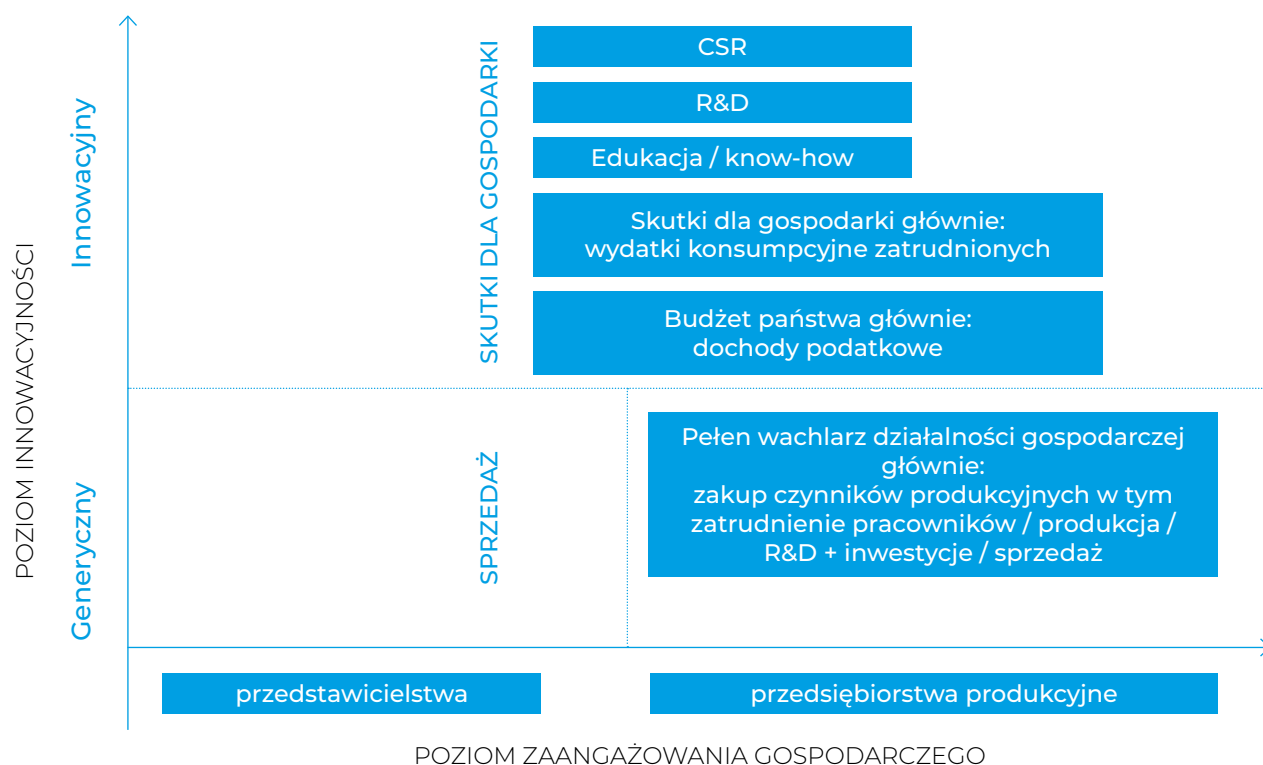 POZIOM INNOWACYJNOŚCI
Innowacyjny
Generyczny
SKUTKI DLA GOSPODARKI
CSR
R&D
Edukacja / know-how
Skutki dla gospodarki głównie:
wydatki konsumpcyjne zatrudnionych
Budżet państwa głównie:
dochody podatkowe
SPRZEDAŻ
Pełen wachlarz działalności gospodarczej
głównie:
zakup czynników produkcyjnych w tym
zatrudnienie pracowników / produkcja /
R&D + inwestycje / sprzedaż
przedstawicielstwa
przedsiębiorstwa produkcyjne
POZIOM ZAANGAŻOWANIA GOSPODARCZEGO